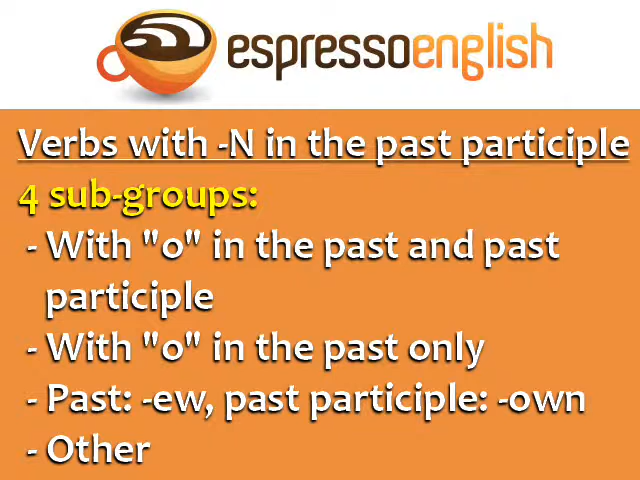 espressoenglish
Verbs with -N in the past participle
4 sub-groups:
- With "o" in the past and past
participle
- With "o" in the past only
- Past: -ew, past participle: -own
- Other